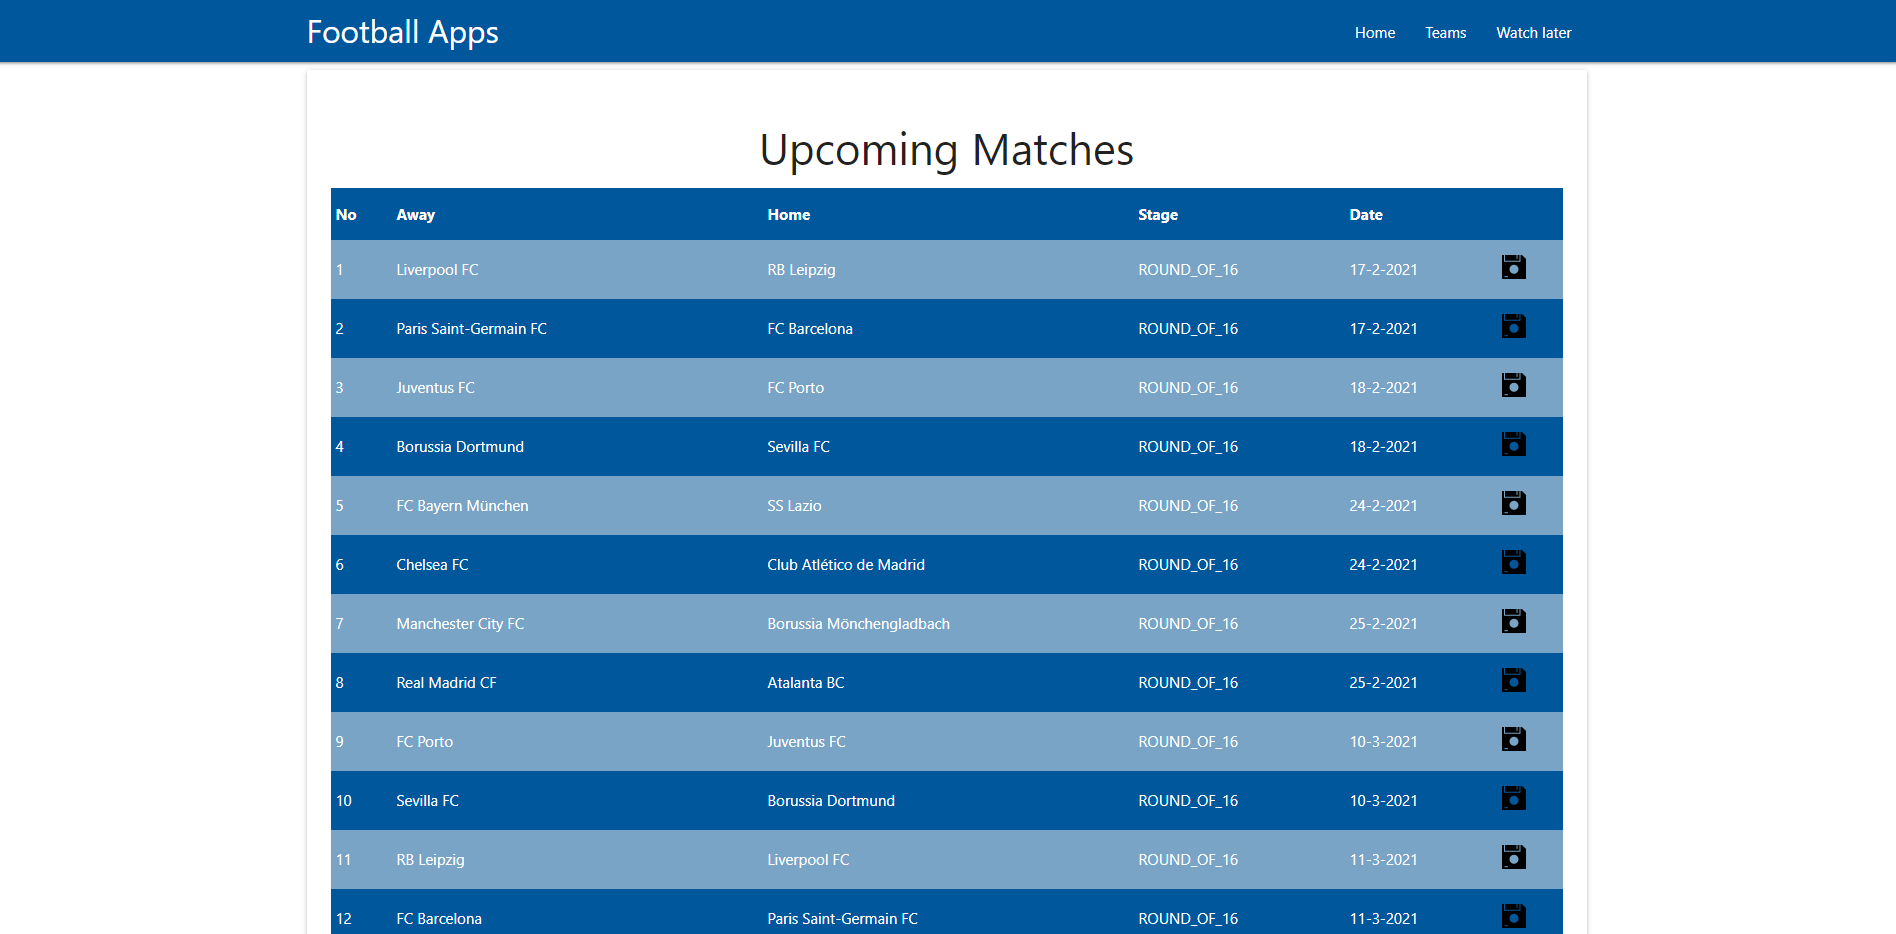 Football Apps Home Teams Watch later
Upcoming Matches
No Away Home Stage Date
1 Liverpool FC RB Leipzig ROUND_OF_16 17-2-2021
2 Paris Saint-Germain FC FC Barcelona ROUND_OF_16 17-2-2021
3 Juventus FC FC Porto ROUND_OF_16 18-2-2021
4 Borussia Dortmund Sevilla FC ROUND_OF_16 18-2-2021
5 FC Bayern München SS Lazio ROUND_OF_16 24-2-2021
6 Chelsea FC Club Atlético de Madrid ROUND_OF_16 24-2-2021
7 Manchester City FC Borussia Mönchengladbach ROUND_OF_16 25-2-2021
8 Real Madrid CF Atalanta BC ROUND_OF_16 25-2-2021
9 FC Porto Juventus FC ROUND_OF_16 10-3-2021
10 Sevilla FC Borussia Dortmund ROUND_OF_16 10-3-2021
11 RB Leipzig Liverpool FC ROUND_OF_16 11-3-2021
12 FC Barcelona Paris Saint-Germain FC ROUND_OF_16 11-3-2021